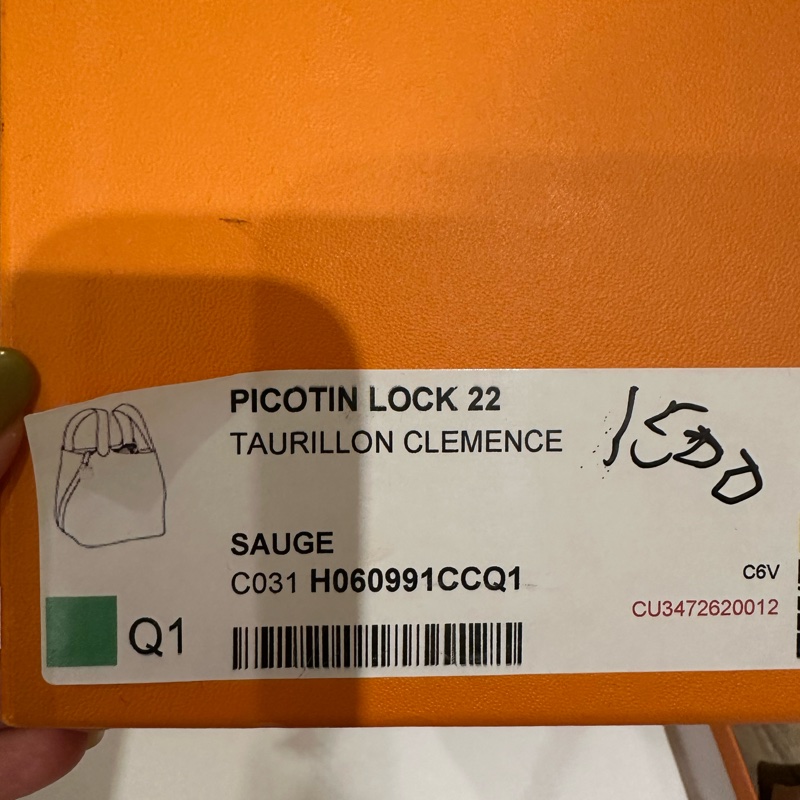 PICOTIN LOCK 22
TAURILLON CLEMENCE
1500
SAUGE
C031 H060991CCQ1
C6V
CU3472620012
Q1